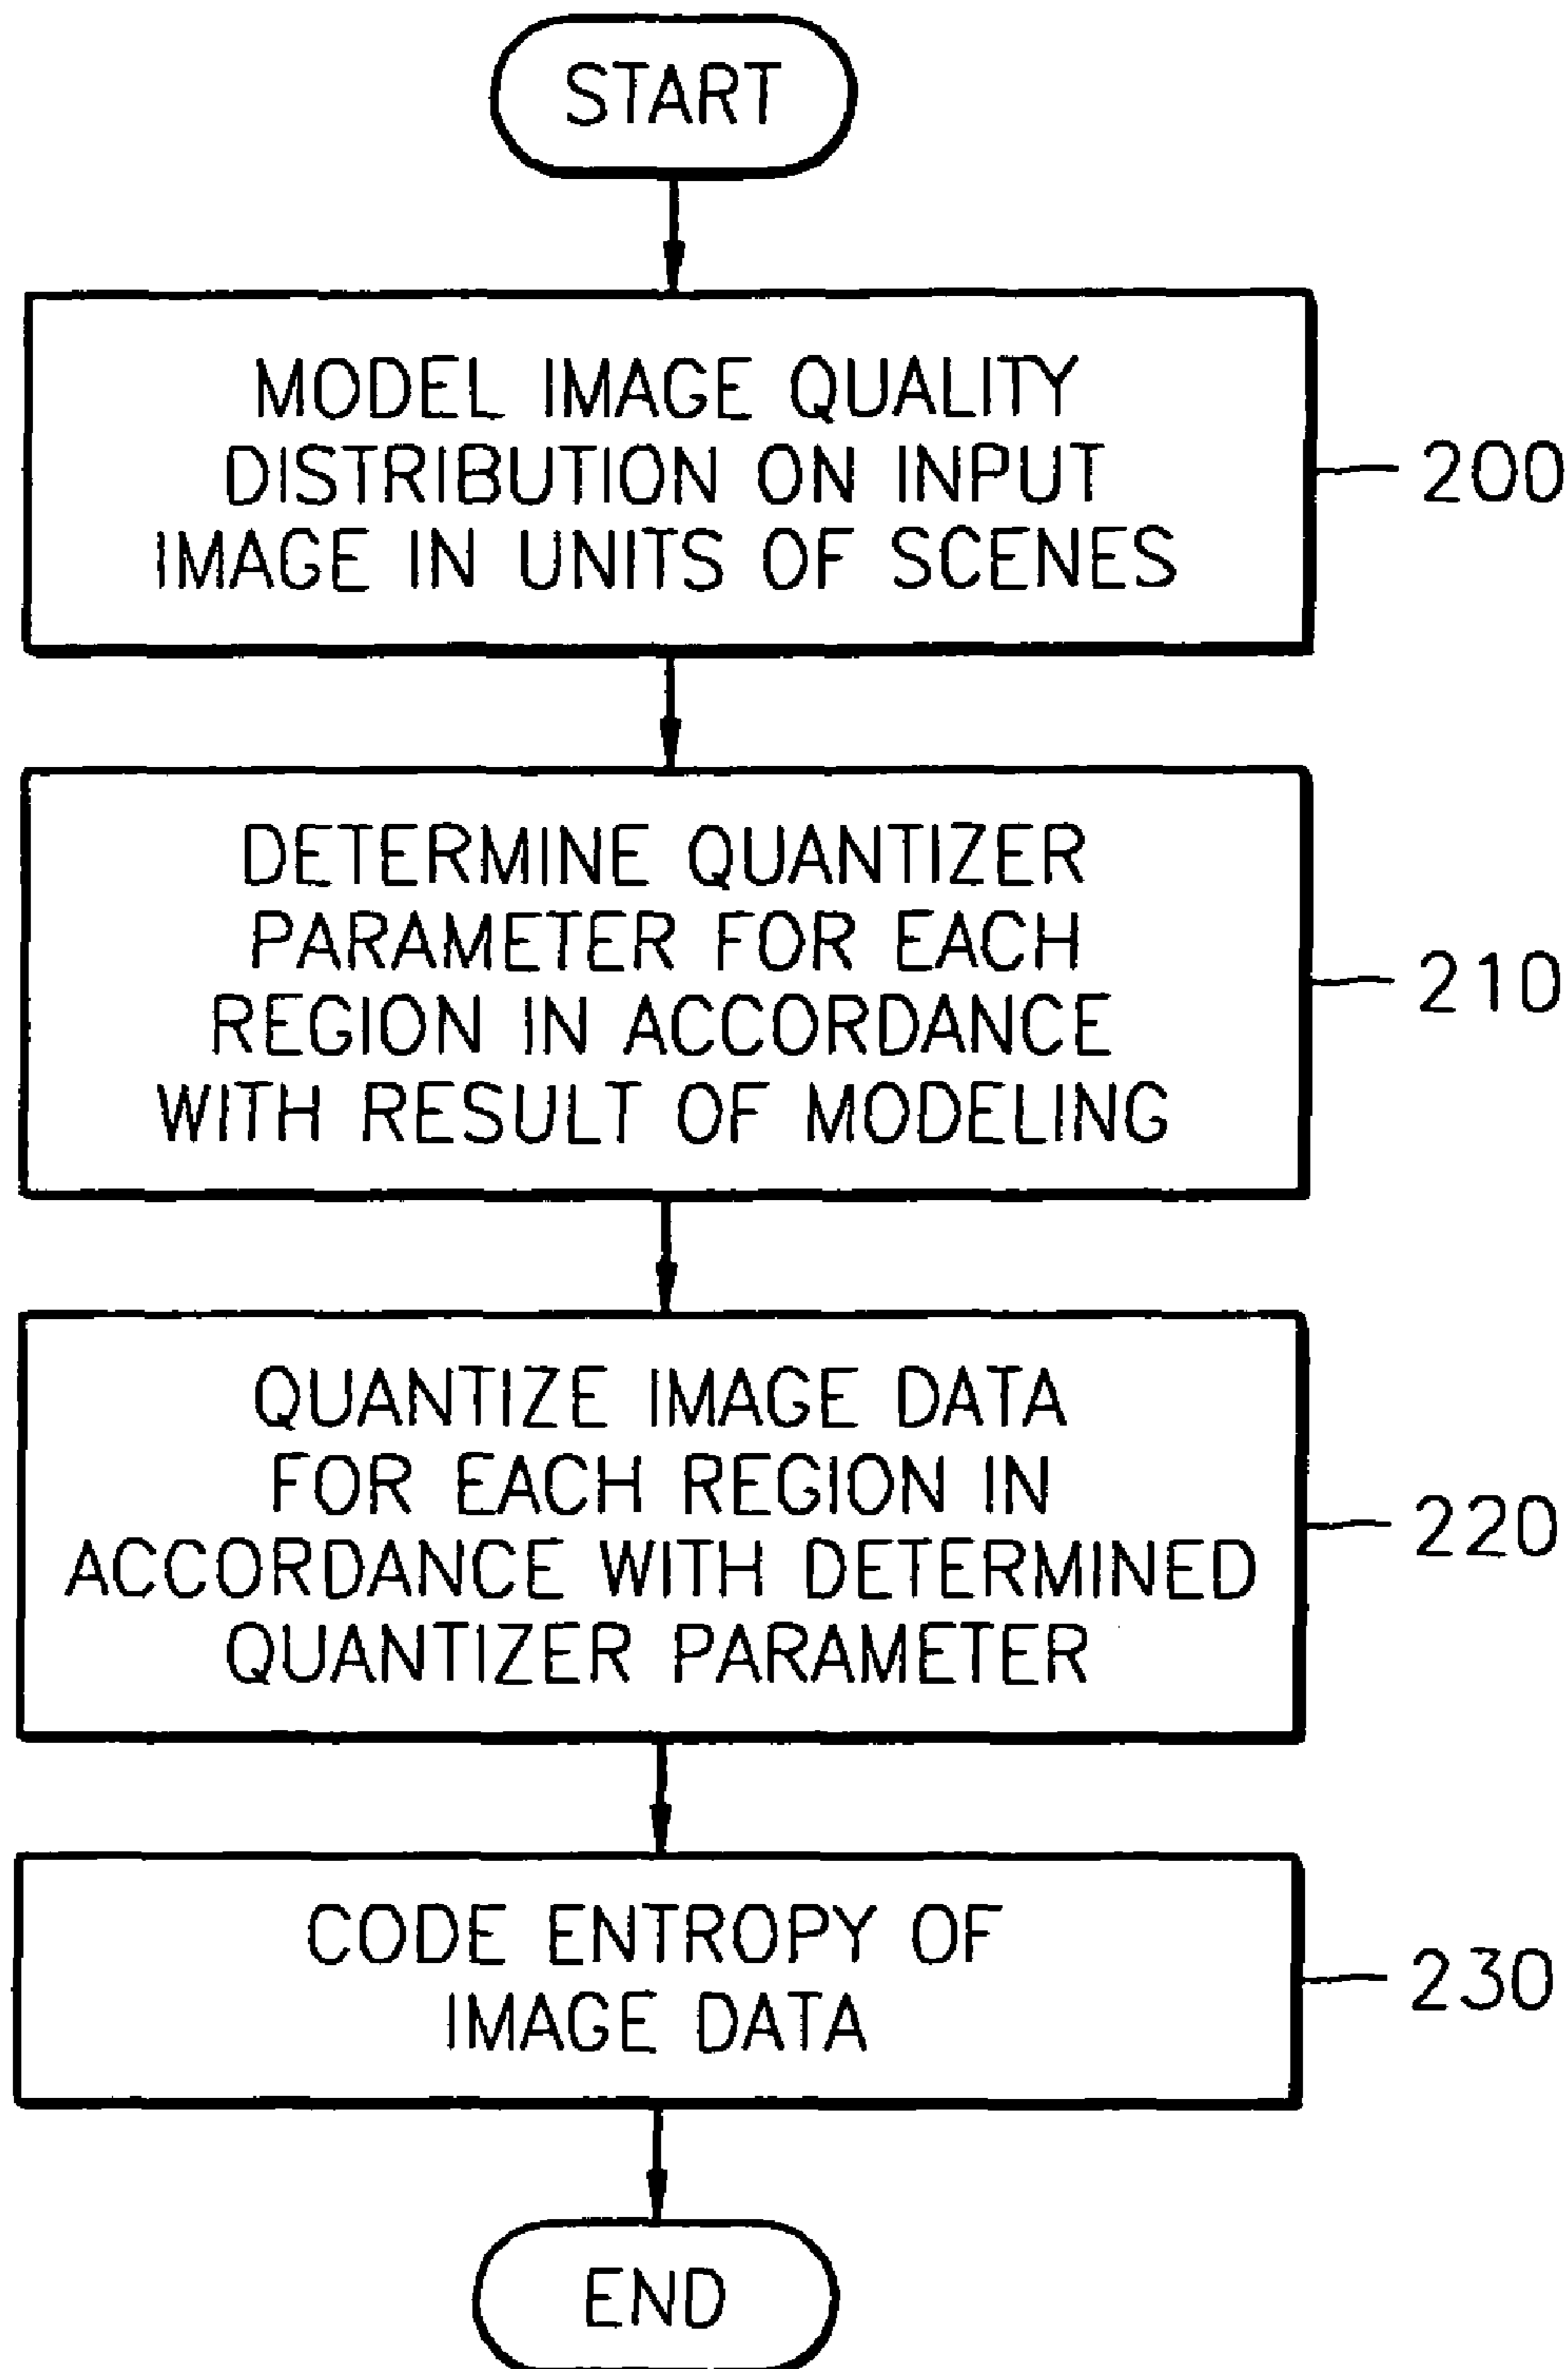 START
MODEL IMAGE QUALITY
DISTRIBUTION ON INPUT
IMAGE IN UNITS OF SCENES
200
DETERMINE QUANTIZER
PARAMETER FOR EACH
REGION IN ACCORDANCE
WITH RESULT OF MODELING
210
QUANTIZE IMAGE DATA
FOR EACH REGION IN
ACCORDANCE WITH DETERMINED
QUANTIZER PARAMETER
220
CODE ENTROPY OF
IMAGE DATA
230
END